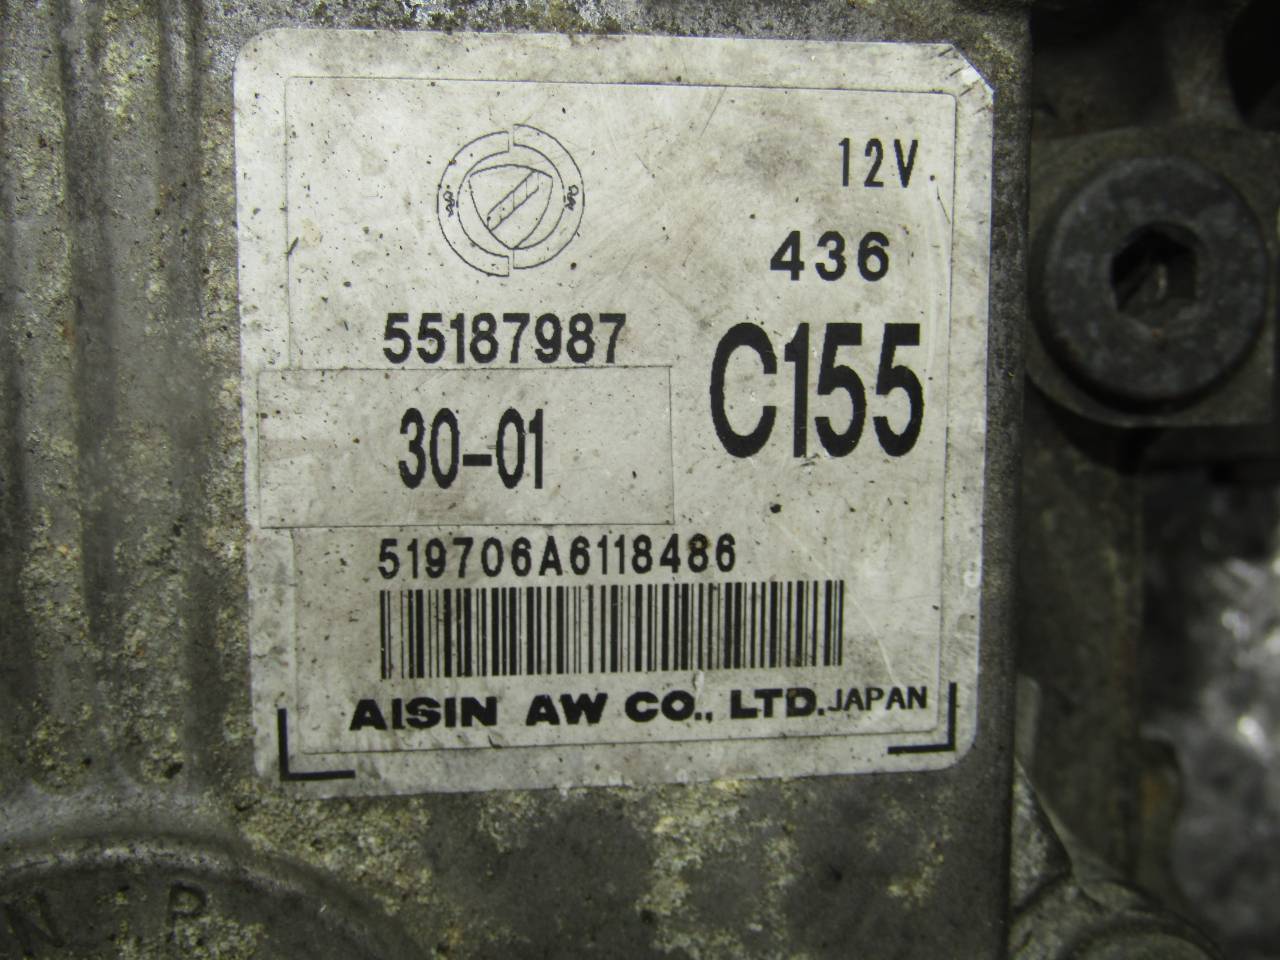 12V
436
55187987
C155
30-01
519706A6118486
AISIN AW CO., LTD. JAPAN
N R